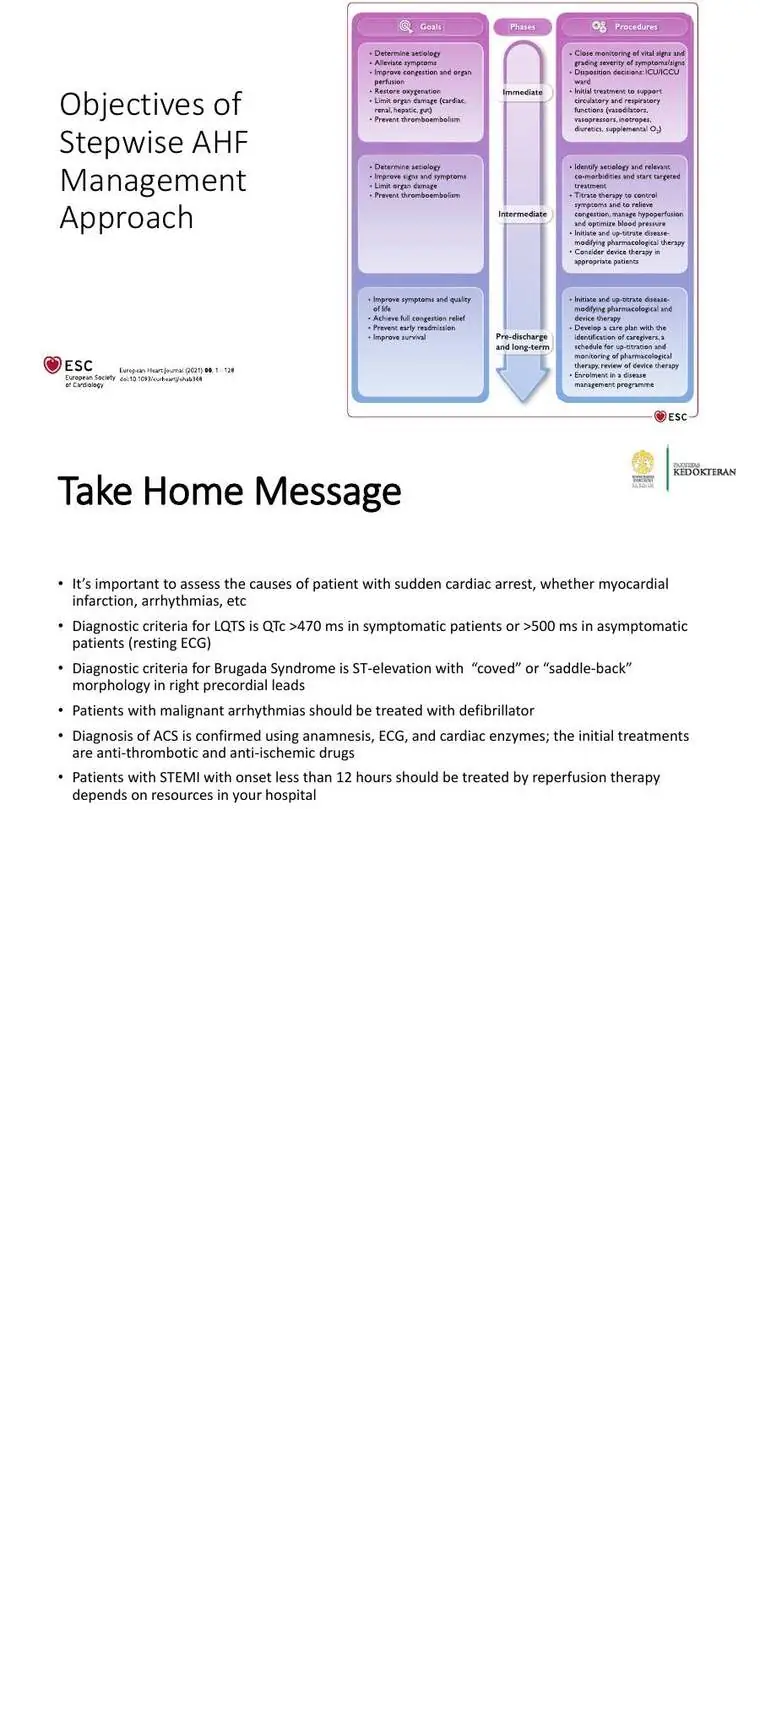 Objectives of
Stepwise AHF
Management
Approach
ESC
European Society
of Cardiology
European Heart Journal (2021) 00, 1–128
Goals
Phases
Procedures
• Determine aetiology
• Alleviate symptoms
• Improve congestion and organ
perfusion
• Restore oxygenation
• Limit organ damage (cardiac,
renal, hepatic, gut)
• Prevent thromboembolism
Immediate
• Close monitoring of vital signs and
grading severity of symptoms/signs
• Disposition decisions: ICU/ICCU
ward
• Initial treatment to support
circulatory and respiratory
functions (vasodilators,
vasopressors, inotropes,
diuretics, supplemental O₂)
• Determine aetiology
• Improve signs and symptoms
• Limit organ damage
• Prevent thromboembolism
Intermediate
• Identify aetiology and relevant
co-morbidities and start targeted
treatment
• Titrate therapy to control
symptoms and to relieve
congestion, manage hypoperfusion
and optimize blood pressure
• Initiate and up-titrate disease-
modifying pharmacological therapy
• Consider device therapy in
appropriate patients
• Improve symptoms and quality
of life
• Achieve full congestion relief
• Prevent early readmission
• Improve survival
Pre-discharge
and long-term
• Initiate and up-titrate disease-
modifying pharmacological and
device therapy
• Develop a care plan with the
identification of caregivers, a
schedule for up-titration and
monitoring of pharmacological
therapy, review of device therapy
• Enrolment in a disease
management programme
ESC
FAKULTAS
KEDOKTERAN
Take Home Message
• It’s important to assess the causes of patient with sudden cardiac arrest, whether myocardial
infarction, arrhythmias, etc
• Diagnostic criteria for LQTS is QTc >470 ms in symptomatic patients or >500 ms in asymptomatic
patients (resting ECG)
• Diagnostic criteria for Brugada Syndrome is ST-elevation with “coved” or “saddle-back”
morphology in right precordial leads
• Patients with malignant arrhythmias should be treated with defibrillator
• Diagnosis of ACS is confirmed using anamnesis, ECG, and cardiac enzymes; the initial treatments
are anti-thrombotic and anti-ischemic drugs
• Patients with STEMI with onset less than 12 hours should be treated by reperfusion therapy
depends on resources in your hospital